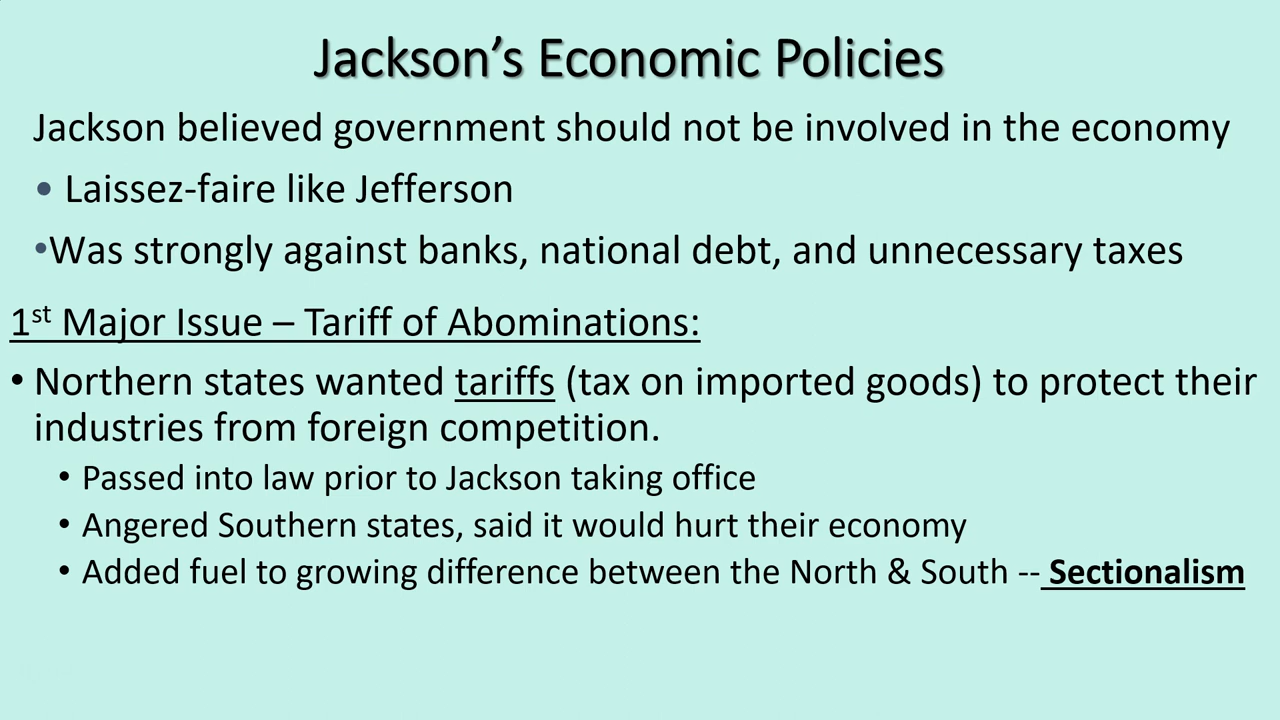 Jackson’s Economic Policies
Jackson believed government should not be involved in the economy
• Laissez-faire like Jefferson
•Was strongly against banks, national debt, and unnecessary taxes
1st Major Issue – Tariff of Abominations:
• Northern states wanted tariffs (tax on imported goods) to protect their
industries from foreign competition.
• Passed into law prior to Jackson taking office
• Angered Southern states, said it would hurt their economy
• Added fuel to growing difference between the North & South -- Sectionalism